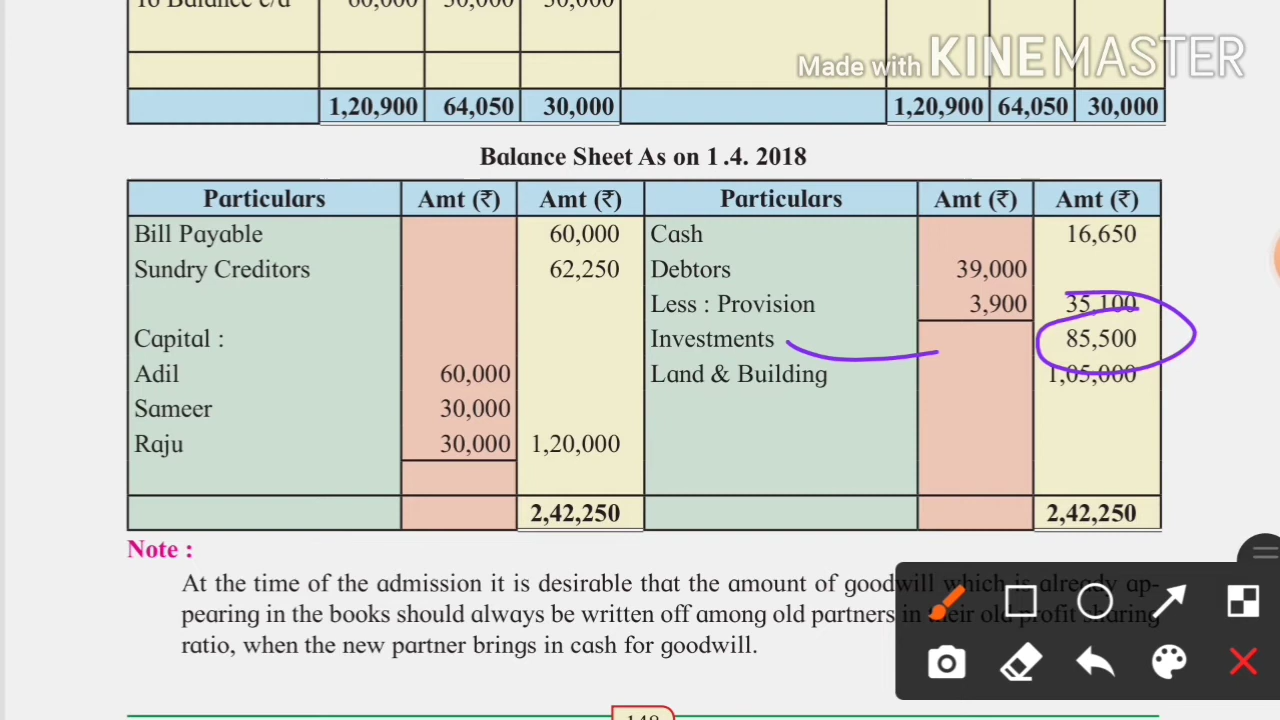 To Balance c/d 60,000 30,000 30,000
Made with KINEMASTER
1,20,900 64,050 30,000 1,20,900 64,050 30,000
Balance Sheet As on 1 .4. 2018
Particulars Amt (₹) Amt (₹) Particulars Amt (₹) Amt (₹)
Bill Payable 60,000 Cash 16,650
Sundry Creditors 62,250 Debtors 39,000
Less : Provision 3,900 35,100
Capital : Investments 85,500
Adil 60,000 Land & Building 1,05,000
Sameer 30,000
Raju 30,000 1,20,000
2,42,250 2,42,250
Note :
At the time of the admission it is desirable that the amount of goodwill which is already ap-
pearing in the books should always be written off among old partners in their old profit sharing
ratio, when the new partner brings in cash for goodwill.
148